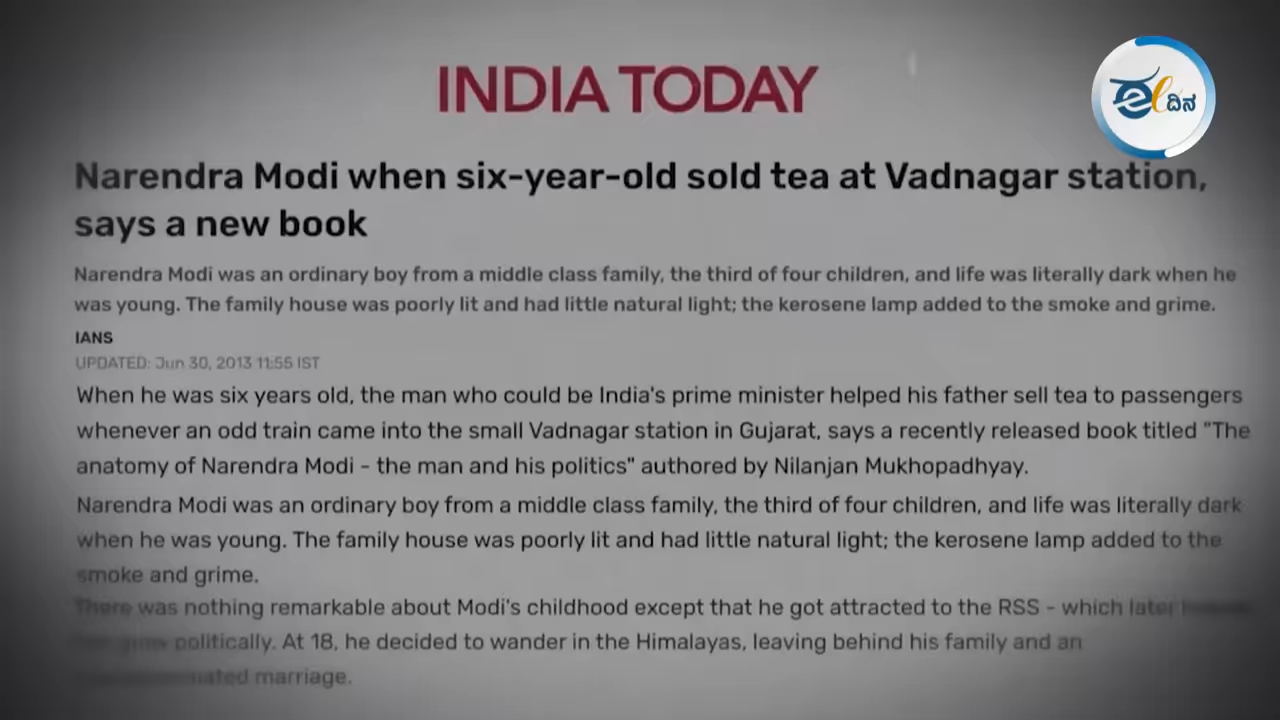 INDIA TODAY
ಈ ದಿನ
Narendra Modi when six-year-old sold tea at Vadnagar station,
says a new book
Narendra Modi was an ordinary boy from a middle class family, the third of four children, and life was literally dark when he
was young. The family house was poorly lit and had little natural light; the kerosene lamp added to the smoke and grime.
IANS
UPDATED: Jun 30, 2013 11:55 IST
When he was six years old, the man who could be India's prime minister helped his father sell tea to passengers
whenever an odd train came into the small Vadnagar station in Gujarat, says a recently released book titled "The
anatomy of Narendra Modi - the man and his politics" authored by Nilanjan Mukhopadhyay.
Narendra Modi was an ordinary boy from a middle class family, the third of four children, and life was literally dark
when he was young. The family house was poorly lit and had little natural light; the kerosene lamp added to the
smoke and grime.
There was nothing remarkable about Modi's childhood except that he got attracted to the RSS - which later
politically. At 18, he decided to wander in the Himalayas, leaving behind his family and an
marriage.